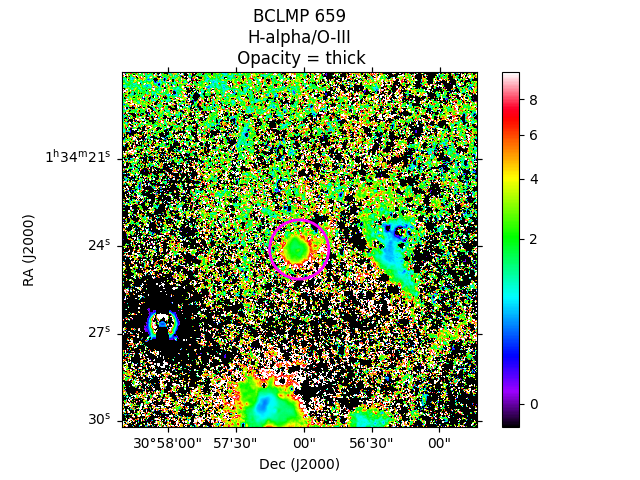 BCLMP 659
H-alpha/O-III
Opacity = thick
8
6
4
2
0
1ʰ34ᵐ21ˢ
24ˢ
27ˢ
30ˢ
RA (J2000)
30°58'00" 57'30" 00" 56'30" 00"
Dec (J2000)